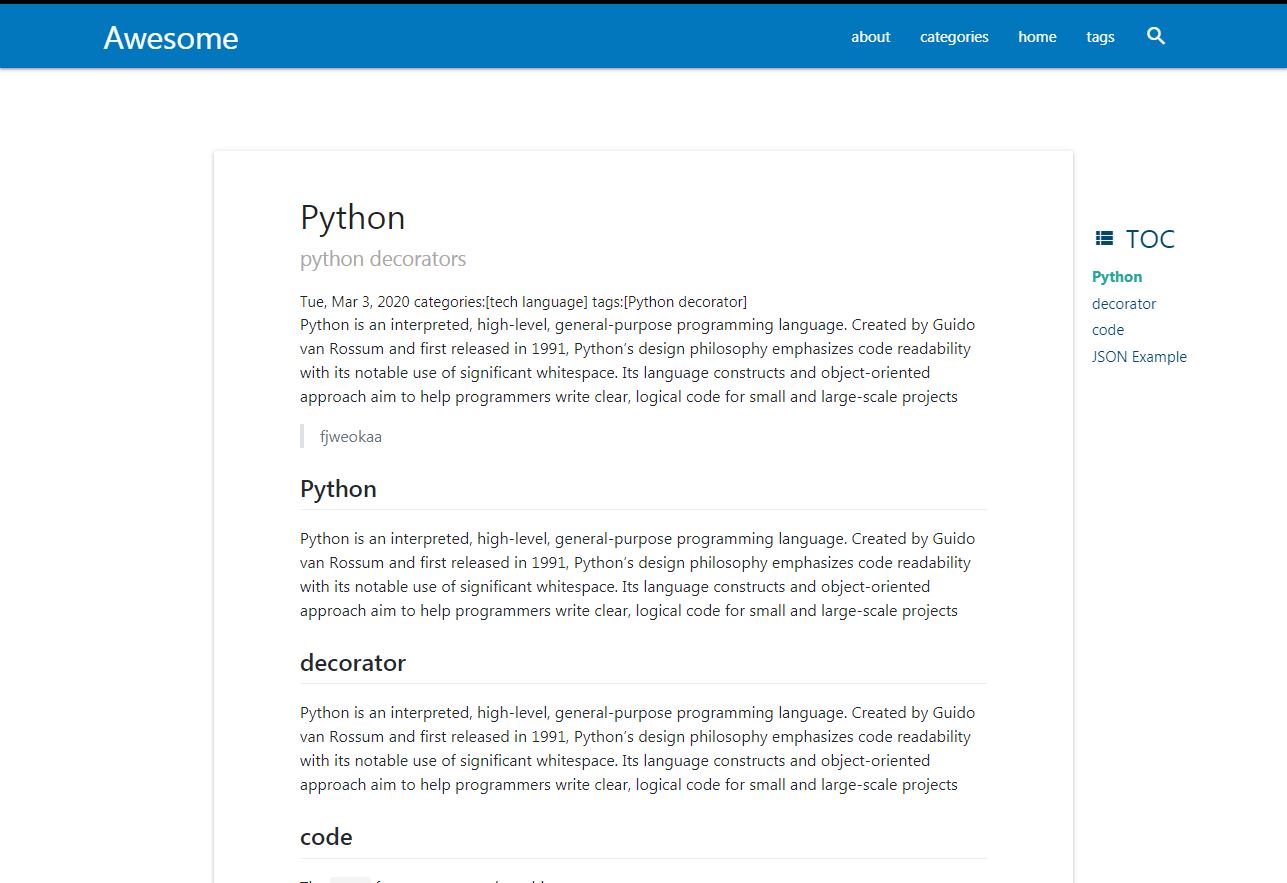 Awesome
about categories home tags
Python
python decorators
Tue, Mar 3, 2020 categories:[tech language] tags:[Python decorator]
Python is an interpreted, high-level, general-purpose programming language. Created by Guido
van Rossum and first released in 1991, Python’s design philosophy emphasizes code readability
with its notable use of significant whitespace. Its language constructs and object-oriented
approach aim to help programmers write clear, logical code for small and large-scale projects
fjweokaa
Python
Python is an interpreted, high-level, general-purpose programming language. Created by Guido
van Rossum and first released in 1991, Python’s design philosophy emphasizes code readability
with its notable use of significant whitespace. Its language constructs and object-oriented
approach aim to help programmers write clear, logical code for small and large-scale projects
decorator
Python is an interpreted, high-level, general-purpose programming language. Created by Guido
van Rossum and first released in 1991, Python’s design philosophy emphasizes code readability
with its notable use of significant whitespace. Its language constructs and object-oriented
approach aim to help programmers write clear, logical code for small and large-scale projects
code
TOC
Python
decorator
code
JSON Example